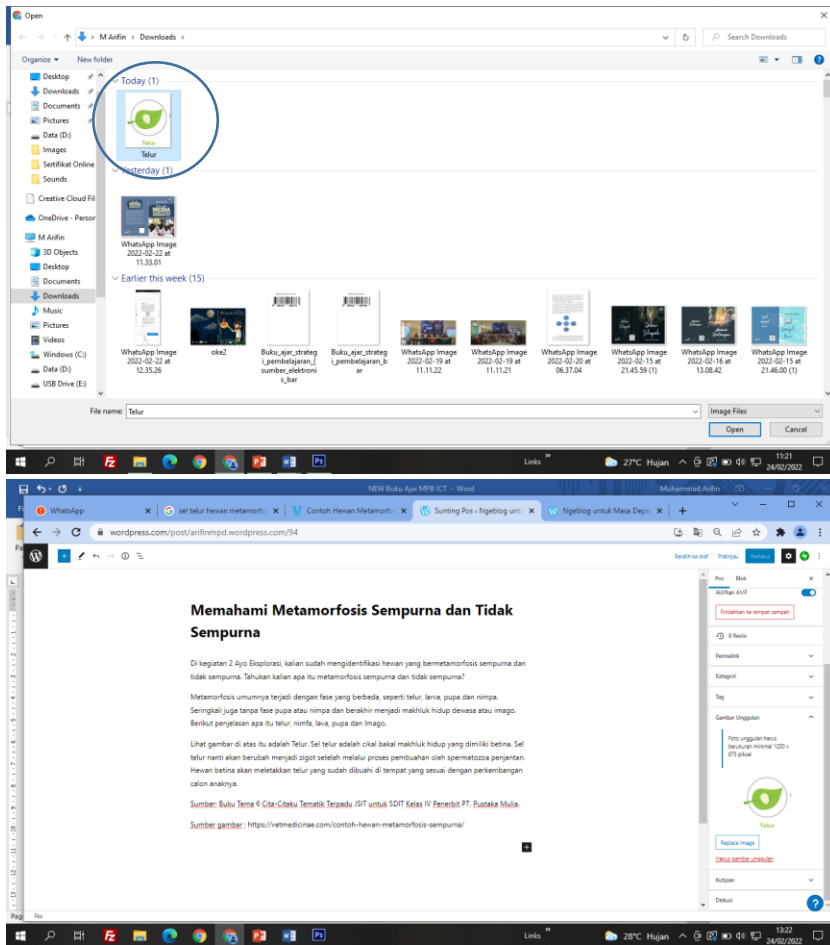 Open
M Arifin › Downloads ›
Search Downloads
Organize
New folder
Desktop
Downloads
Documents
Pictures
Data (D:)
Images
Sertifikat Online
Sounds
Creative Cloud Fil
OneDrive - Person
M Arifin
3D Objects
Desktop
Documents
Downloads
Music
Pictures
Videos
Windows (C:)
Data (D:)
USB Drive (E:)
Today (1)
Telur
Telur
Yesterday (1)
WhatsApp Image
2022-02-22 at
11.33.01
Earlier this week (15)
WhatsApp Image
2022-02-22 at
12.35.26
oke2
Buku_ajar_strateg
i_pembelajaran_[
sumber_elektroni
s_bar
Buku_ajar_strateg
i_pembelajaran_b
ar
WhatsApp Image
2022-02-19 at
11.11.22
WhatsApp Image
2022-02-19 at
11.11.21
WhatsApp Image
2022-02-20 at
06.37.04
WhatsApp Image
2022-02-15 at
21.45.59 (1)
WhatsApp Image
2022-02-16 at
13.08.42
WhatsApp Image
2022-02-15 at
21.46.00 (1)
File name: Telur
Image Files
Open
Cancel
Links
27°C Hujan
11:21
24/02/2022
NEW Buku Ajar MPB ICT - Word
Muhammad Arifin
WhatsApp
sel telur hewan metamorfo
Contoh Hewan Metamorfos
Sunting Pos ‹ Ngeblog untu
Ngeblog untuk Masa Depa
wordpress.com/post/arifinmpd.wordpress.com/94
Beralih ke draf
Pratinjau
Perbarui
Pos
Blok
Aktifkan AMP
Pindahkan ke tempat sampah
8 Revisi
Permalink
Kategori
Tag
Gambar Unggulan
Foto unggulan harus
berukuran minimal 1200 x
675 piksel.
Telur
Replace Image
Hapus gambar unggulan
Kutipan
Diskusi
Memahami Metamorfosis Sempurna dan Tidak
Sempurna
Di kegiatan 2 Ayo Eksplorasi, kalian sudah mengidentifikasi hewan yang bermetamorfosis sempurna dan
tidak sempurna. Tahukan kalian apa itu metamorfosis sempurna dan tidak sempurna?
Metamorfosis umumnya terjadi dengan fase yang berbeda, seperti telur, larva, pupa dan nimpa.
Seringkali juga tanpa fase pupa atau nimpa dan berakhir menjadi makhluk hidup dewasa atau imago.
Berikut penjelasan apa itu telur, nimfa, lava, pupa dan Imago.
Lihat gambar di atas itu adalah Telur. Sel telur adalah cikal bakal makhluk hidup yang dimiliki betina. Sel
telur nanti akan berubah menjadi zigot setelah melalui proses pembuahan oleh spermatozoa penjantan.
Hewan betina akan meletakkan telur yang sudah dibuahi di tempat yang sesuai dengan perkembangan
calon anaknya.
Sumber: Buku Tema 6 Cita-Citaku Tematik Terpadu JSIT untuk SDIT Kelas IV Penerbit PT. Pustaka Mulia.
Sumber gambar : https://vetmedicinae.com/contoh-hewan-metamorfosis-sempurna/
Pos
Links
28°C Hujan
13:22
24/02/2022